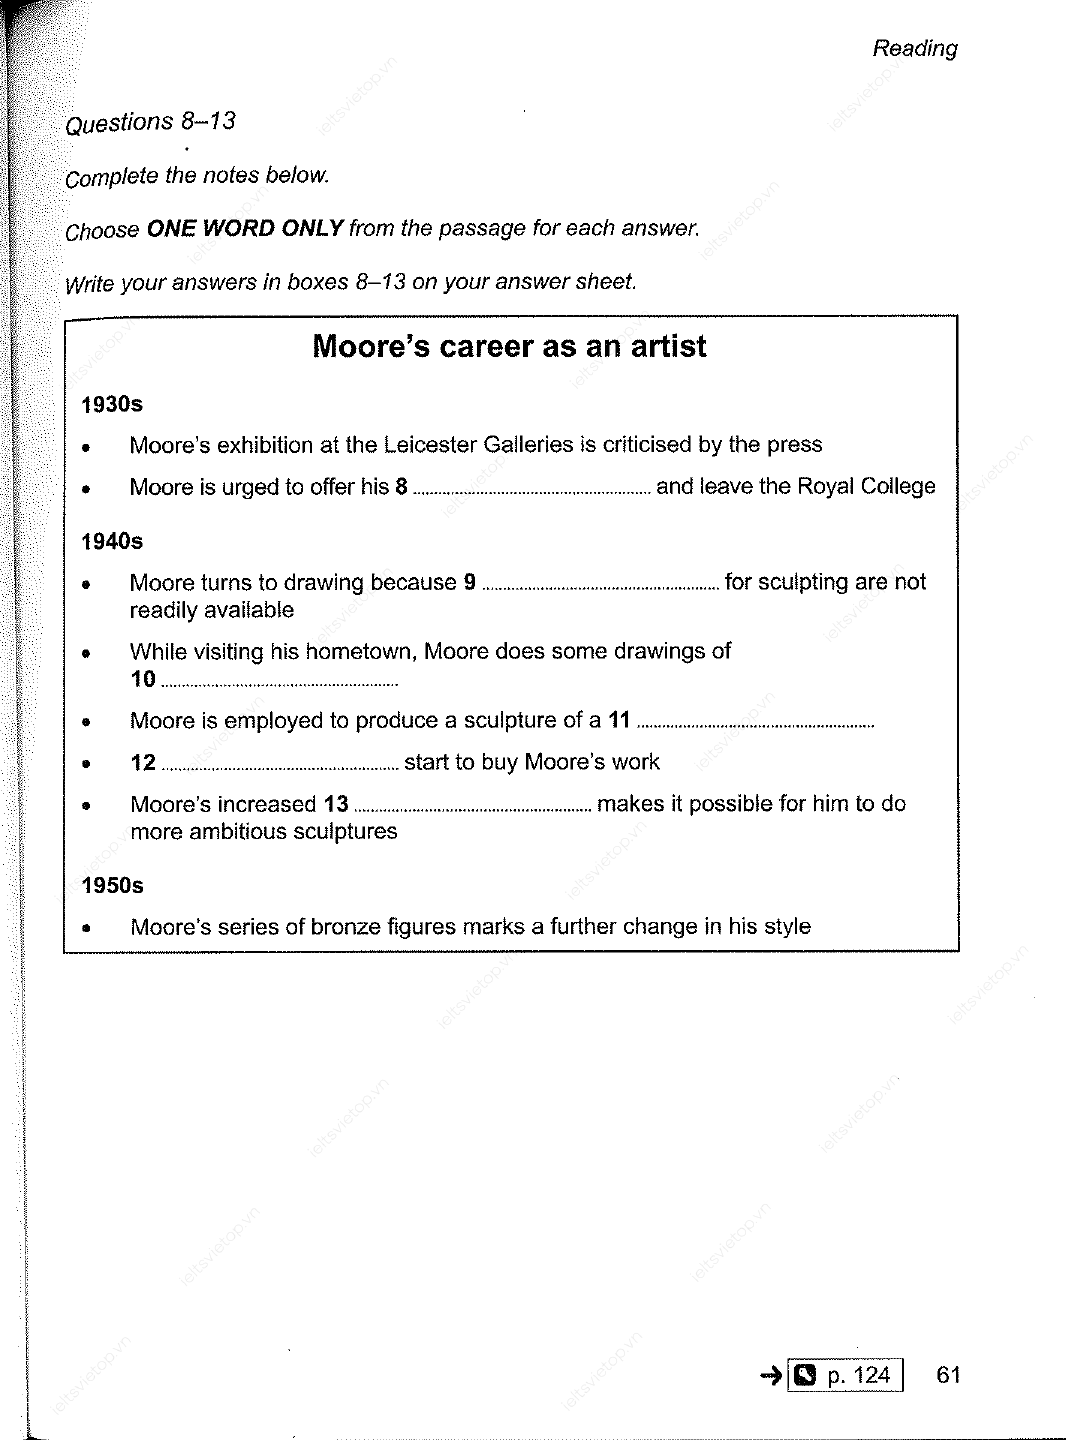 Reading
Questions 8–13
Complete the notes below.
Choose ONE WORD ONLY from the passage for each answer.
Write your answers in boxes 8–13 on your answer sheet.
Moore's career as an artist
1930s
• Moore's exhibition at the Leicester Galleries is criticised by the press
• Moore is urged to offer his 8 .................................................. and leave the Royal College
1940s
• Moore turns to drawing because 9 .................................................. for sculpting are not
readily available
• While visiting his hometown, Moore does some drawings of
10 ..................................................
• Moore is employed to produce a sculpture of a 11 ..................................................
• 12 .................................................. start to buy Moore's work
• Moore's increased 13 .................................................. makes it possible for him to do
more ambitious sculptures
1950s
• Moore's series of bronze figures marks a further change in his style
➔ p. 124 61
ieltsvietop.vn